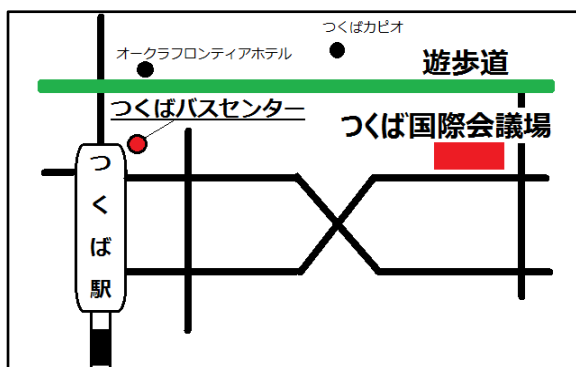 つくばカピオ
オークラフロンティアホテル
遊歩道
つくばバスセンター
つくば国際会議場
つくば駅